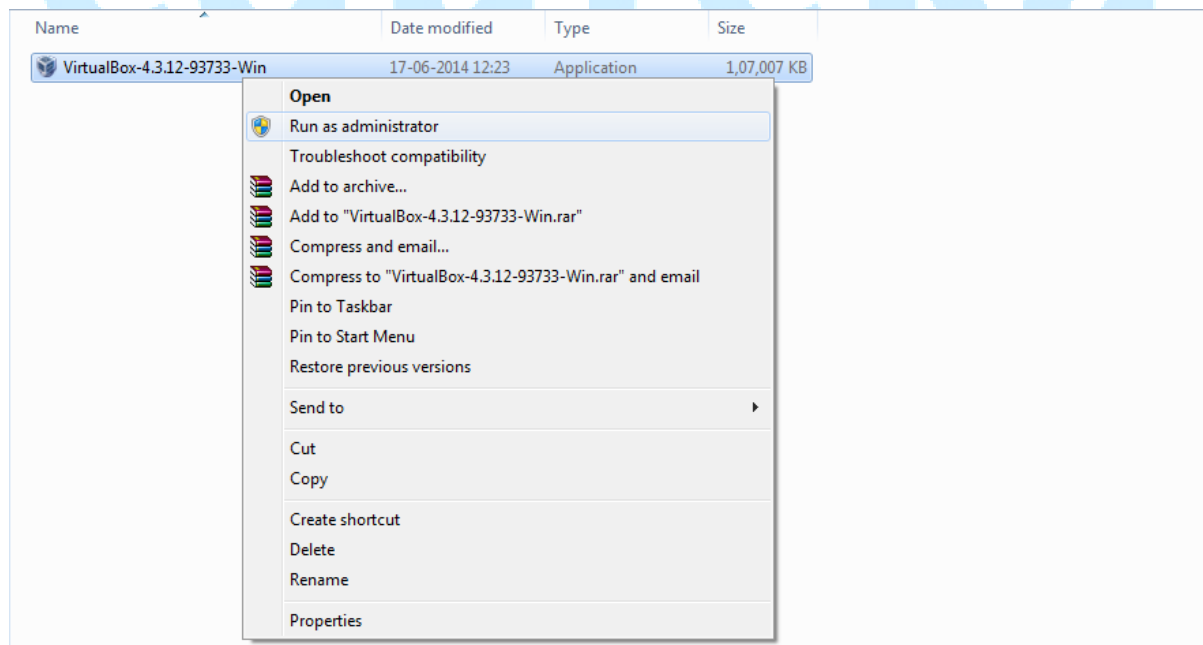 Name Date modified Type Size
VirtualBox-4.3.12-93733-Win 17-06-2014 12:23 Application 1,07,007 KB
Open
Run as administrator
Troubleshoot compatibility
Add to archive...
Add to "VirtualBox-4.3.12-93733-Win.rar"
Compress and email...
Compress to "VirtualBox-4.3.12-93733-Win.rar" and email
Pin to Taskbar
Pin to Start Menu
Restore previous versions
Send to
Cut
Copy
Create shortcut
Delete
Rename
Properties